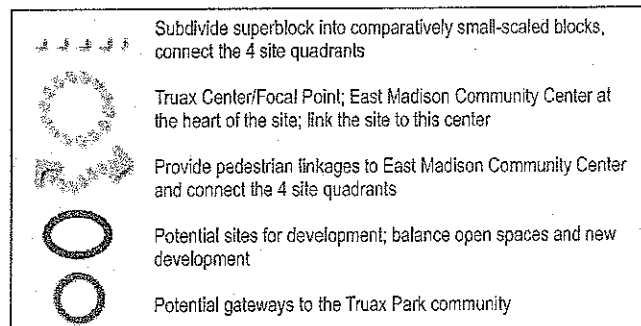 Subdivide superblock into comparatively small-scaled blocks,
connect the 4 site quadrants
Truax Center/Focal Point; East Madison Community Center at
the heart of the site; link the site to this center
Provide pedestrian linkages to East Madison Community Center
and connect the 4 site quadrants
Potential sites for development; balance open spaces and new
development
Potential gateways to the Truax Park community